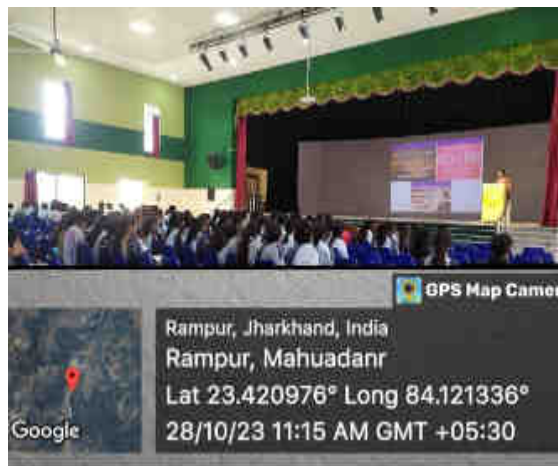 GPS Map Camer
Rampur, Jharkhand, India
Rampur, Mahuadanr
Lat 23.420976° Long 84.121336°
28/10/23 11:15 AM GMT +05:30
Google